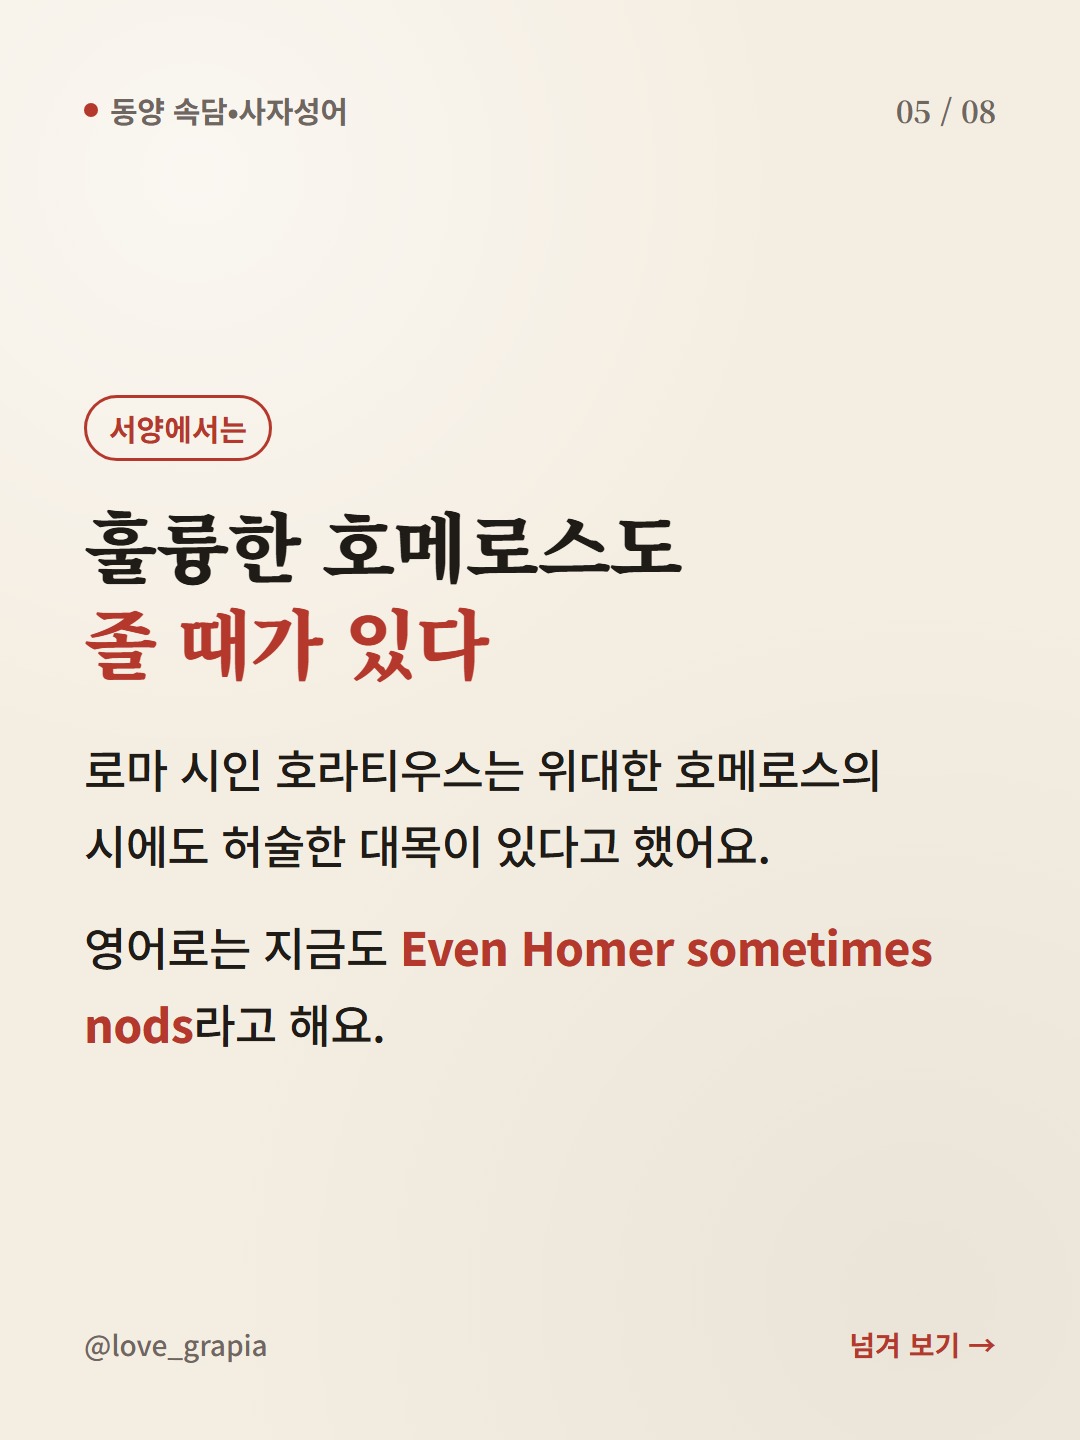 동양 속담•사자성어
05 / 08
서양에서는
훌륭한 호메로스도
졸 때가 있다
로마 시인 호라티우스는 위대한 호메로스의
시에도 허술한 대목이 있다고 했어요.
영어로는 지금도 Even Homer sometimes
nods라고 해요.
@love_grapia
넘겨 보기 →